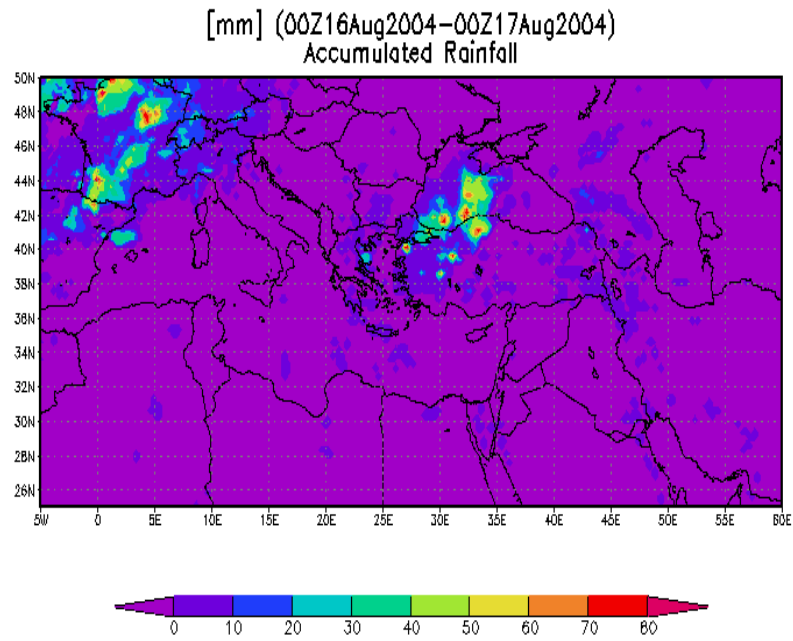 [mm] (00Z16Aug2004-00Z17Aug2004)
Accumulated Rainfall
50N
48N
46N
44N
42N
40N
38N
36N
34N
32N
30N
28N
26N
5W 0 5E 10E 15E 20E 25E 30E 35E 40E 45E 50E 55E 60E
0 10 20 30 40 50 60 70 80